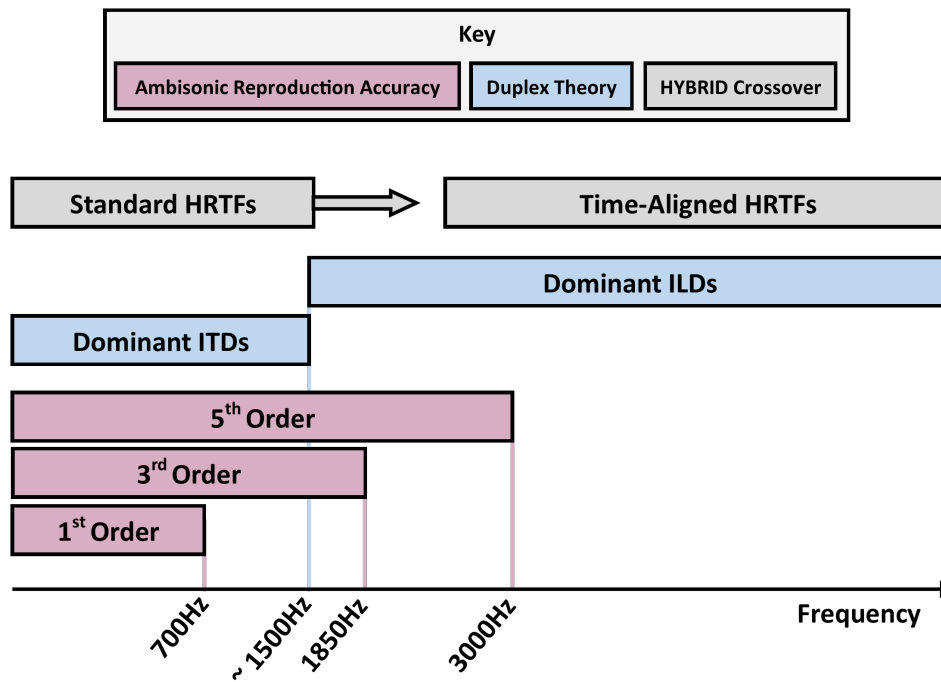 Key
Ambisonic Reproduction Accuracy
Duplex Theory
HYBRID Crossover
Standard HRTFs
Time-Aligned HRTFs
Dominant ILDs
Dominant ITDs
5th Order
3rd Order
1st Order
Frequency
700Hz
~ 1500Hz
1850Hz
3000Hz